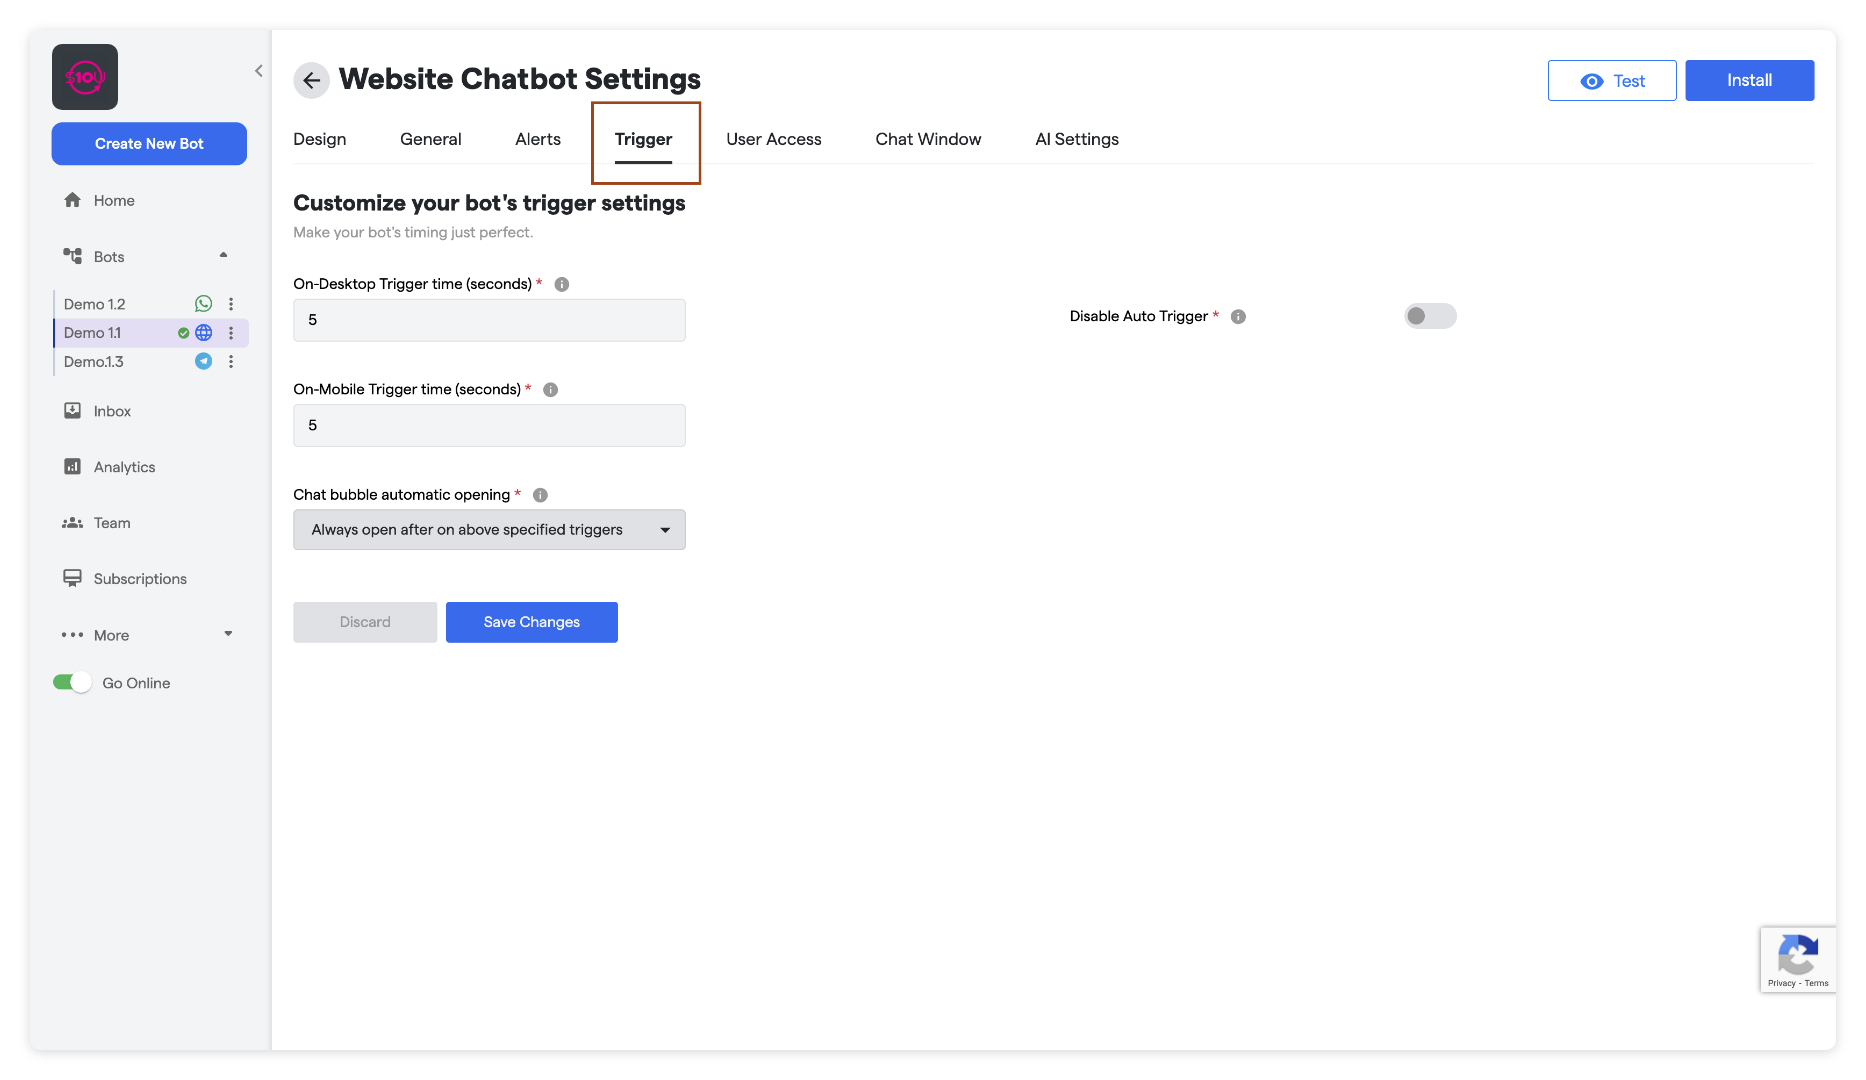 $10U
Create New Bot
Home
Bots
Demo 1.2
Demo 1.1
Demo.1.3
Inbox
Analytics
Team
Subscriptions
More
Go Online
Website Chatbot Settings
Test
Install
Design
General
Alerts
Trigger
User Access
Chat Window
AI Settings
Customize your bot's trigger settings
Make your bot's timing just perfect.
On-Desktop Trigger time (seconds) *
5
Disable Auto Trigger *
On-Mobile Trigger time (seconds) *
5
Chat bubble automatic opening *
Always open after on above specified triggers
Discard
Save Changes
Privacy - Terms